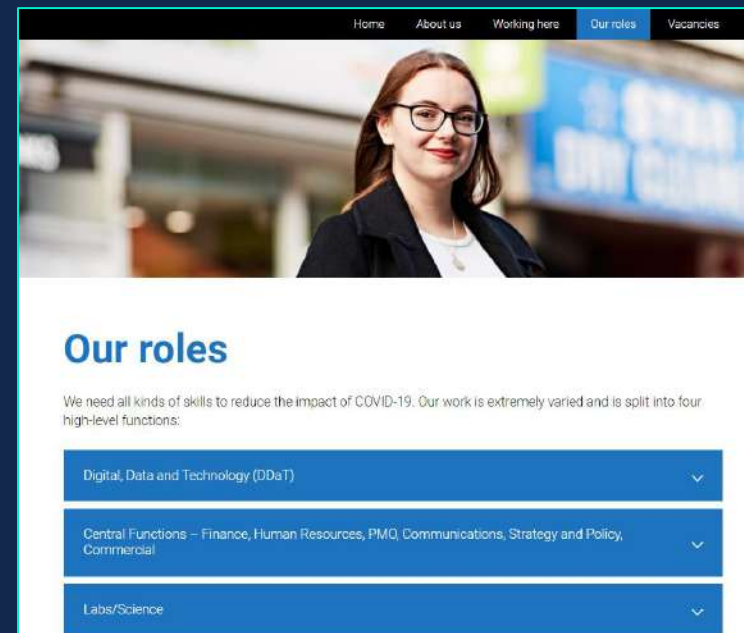 Home About us Working here Our roles Vacancies
Our roles
We need all kinds of skills to reduce the impact of COVID-19. Our work is extremely varied and is split into four
high-level functions:
Digital, Data and Technology (DDaT)
Central Functions – Finance, Human Resources, PMO, Communications, Strategy and Policy,
Commercial
Labs/Science